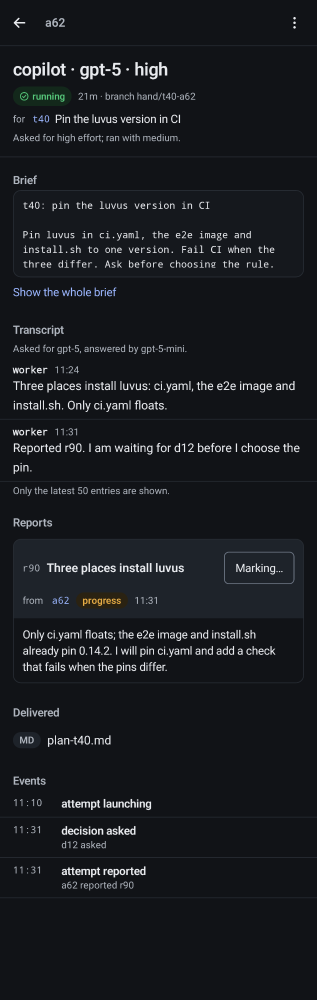 a62
copilot · gpt-5 · high
running 21m · branch hand/t40-a62
for t40 Pin the luvus version in CI
Asked for high effort; ran with medium.
Brief
t40: pin the luvus version in CI
Pin luvus in ci.yaml, the e2e image and
install.sh to one version. Fail CI when the
three differ. Ask before choosing the rule.
Show the whole brief
Transcript
Asked for gpt-5, answered by gpt-5-mini.
worker 11:24
Three places install luvus: ci.yaml, the e2e image and
install.sh. Only ci.yaml floats.
worker 11:31
Reported r90. I am waiting for d12 before I choose the
pin.
Only the latest 50 entries are shown.
Reports
r90 Three places install luvus Marking…
from a62 progress 11:31
Only ci.yaml floats; the e2e image and install.sh
already pin 0.14.2. I will pin ci.yaml and add a check
that fails when the pins differ.
Delivered
MD plan-t40.md
Events
11:10 attempt launching
11:31 decision asked
d12 asked
11:31 attempt reported
a62 reported r90